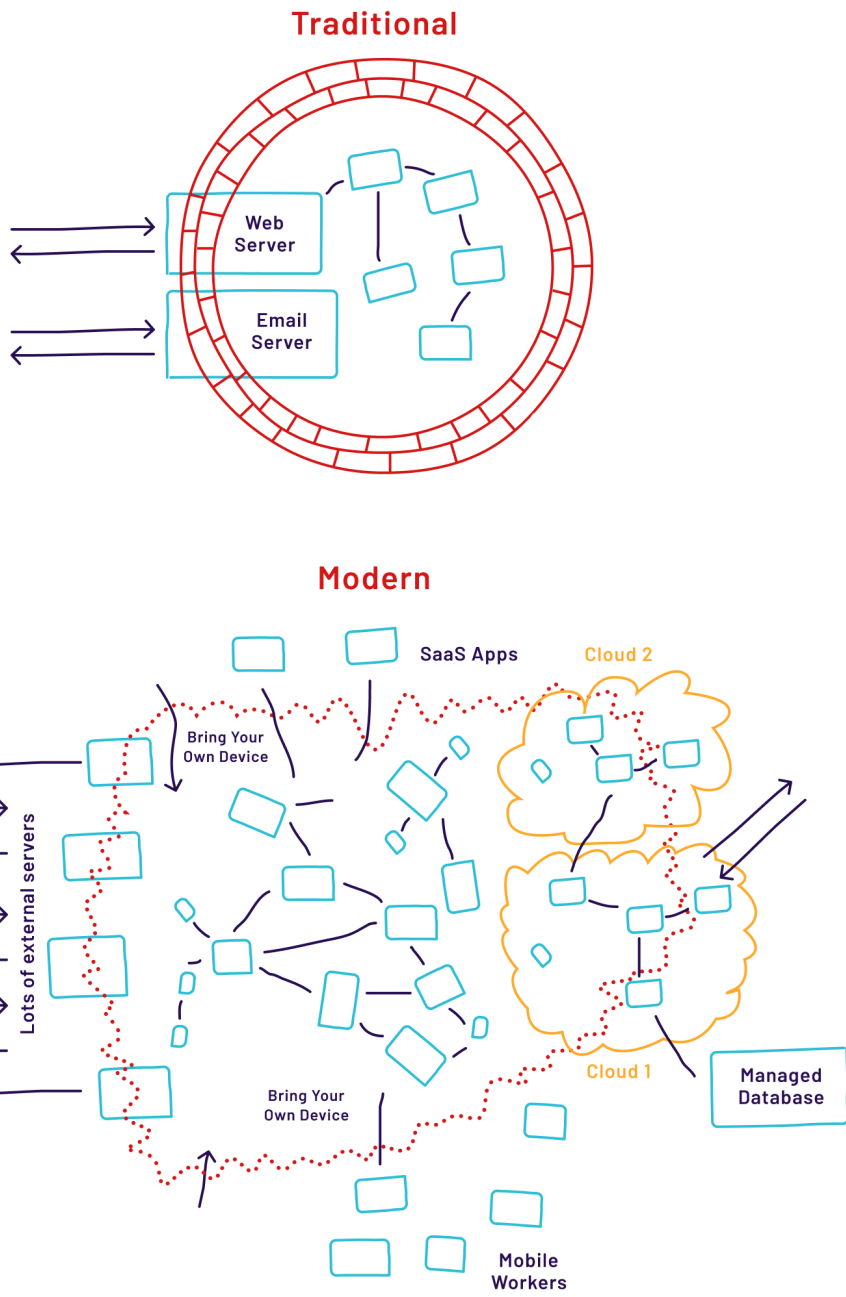 Traditional
Web
Server
Email
Server
Modern
SaaS Apps
Cloud 2
Bring Your
Own Device
Lots of external servers
Cloud 1
Managed
Database
Bring Your
Own Device
Mobile
Workers